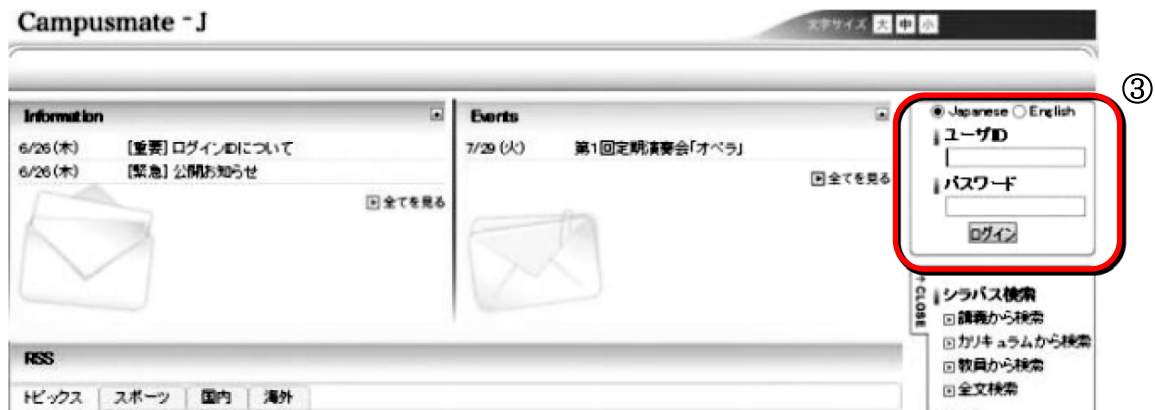 Campusmate-J
文字サイズ 大 中 小
③
Information
6/26(木) [重要] ログインIDについて
6/26(木) [緊急] 公開お知らせ
全てを見る
Events
7/29(火) 第1回定期演奏会「オペラ」
全てを見る
Japanese English
ユーザID
パスワード
ログイン
↑CLOSE
シラバス検索
講義から検索
カリキュラムから検索
教員から検索
全文検索
RSS
トピックス スポーツ 国内 海外